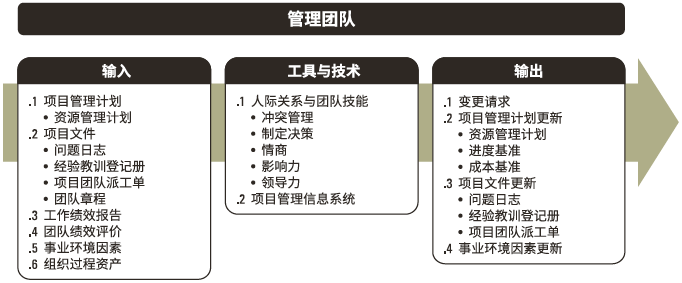 管理团队
输入
.1 项目管理计划
• 资源管理计划
.2 项目文件
• 问题日志
• 经验教训登记册
• 项目团队派工单
• 团队章程
.3 工作绩效报告
.4 团队绩效评价
.5 事业环境因素
.6 组织过程资产
工具与技术
.1 人际关系与团队技能
• 冲突管理
• 制定决策
• 情商
• 影响力
• 领导力
.2 项目管理信息系统
输出
.1 变更请求
.2 项目管理计划更新
• 资源管理计划
• 进度基准
• 成本基准
.3 项目文件更新
• 问题日志
• 经验教训登记册
• 项目团队派工单
.4 事业环境因素更新